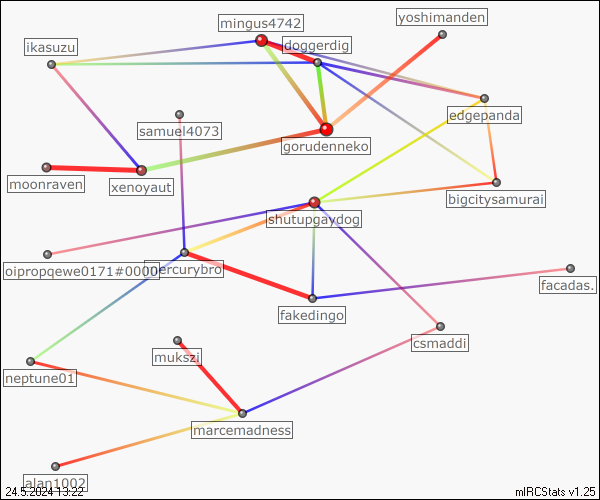 mingus4742
yoshimanden
ikasuzu
doggerdig
edgepanda
samuel4073
gorudenneko
moonraven
xenoyaut
bigcitysamurai
shutupgaydog
oipropqewe0171#0000
ercurybro
facadas.
fakedingo
csmaddi
mukszi
neptune01
marcemadness
alan1002
24.5.2024 13:22
mIRCStats v1.25